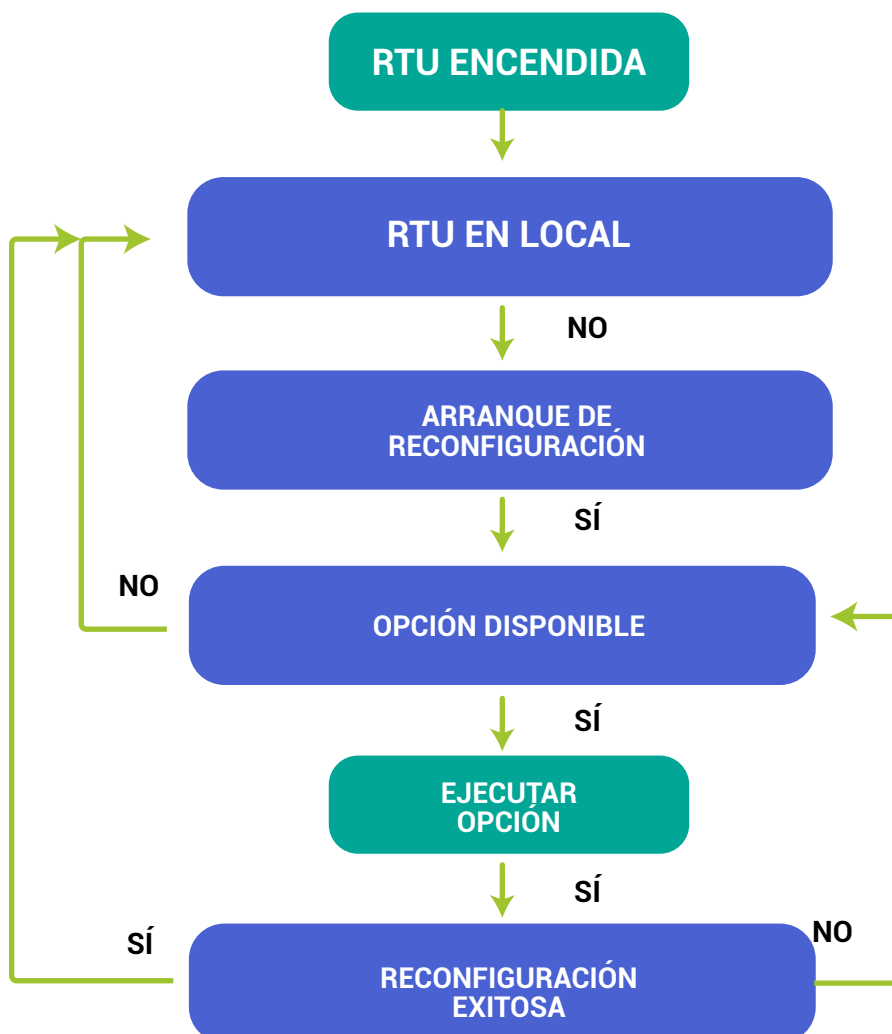 RTU ENCENDIDA
RTU EN LOCAL
NO
ARRANQUE DE
RECONFIGURACIÓN
SÍ
NO
OPCIÓN DISPONIBLE
SÍ
EJECUTAR
OPCIÓN
SÍ
SÍ
NO
RECONFIGURACIÓN
EXITOSA